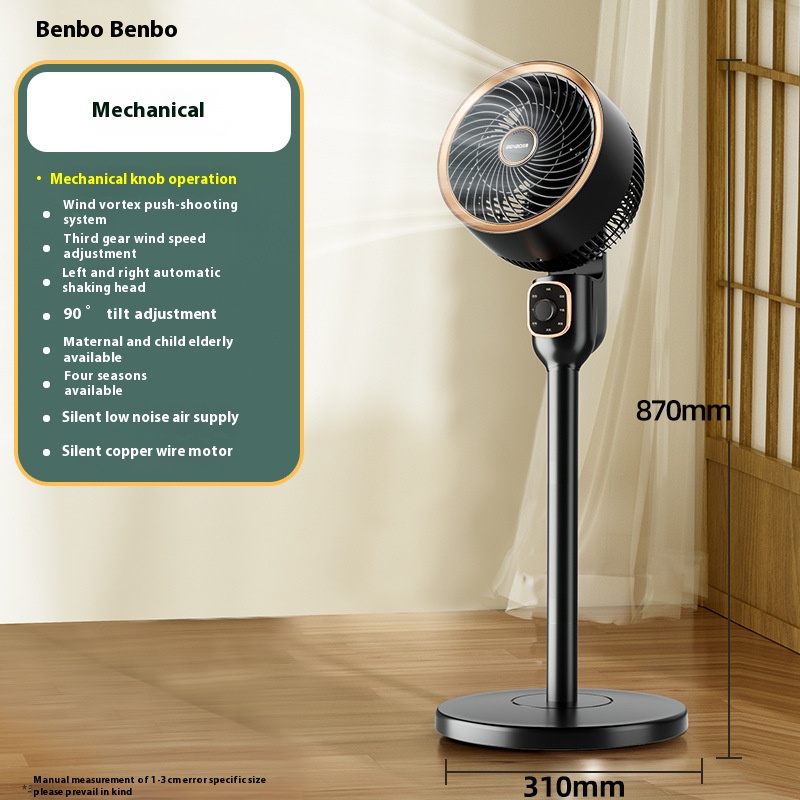 Benbo Benbo
Mechanical
• Mechanical knob operation
• Wind vortex push-shooting
system
• Third gear wind speed
adjustment
• Left and right automatic
shaking head
• 90° tilt adjustment
• Maternal and child elderly
available
• Four seasons
available
• Silent low noise air supply
• Silent copper wire motor
870mm
310mm
Manual measurement of 1-3 cm error specific size
please prevail in kind